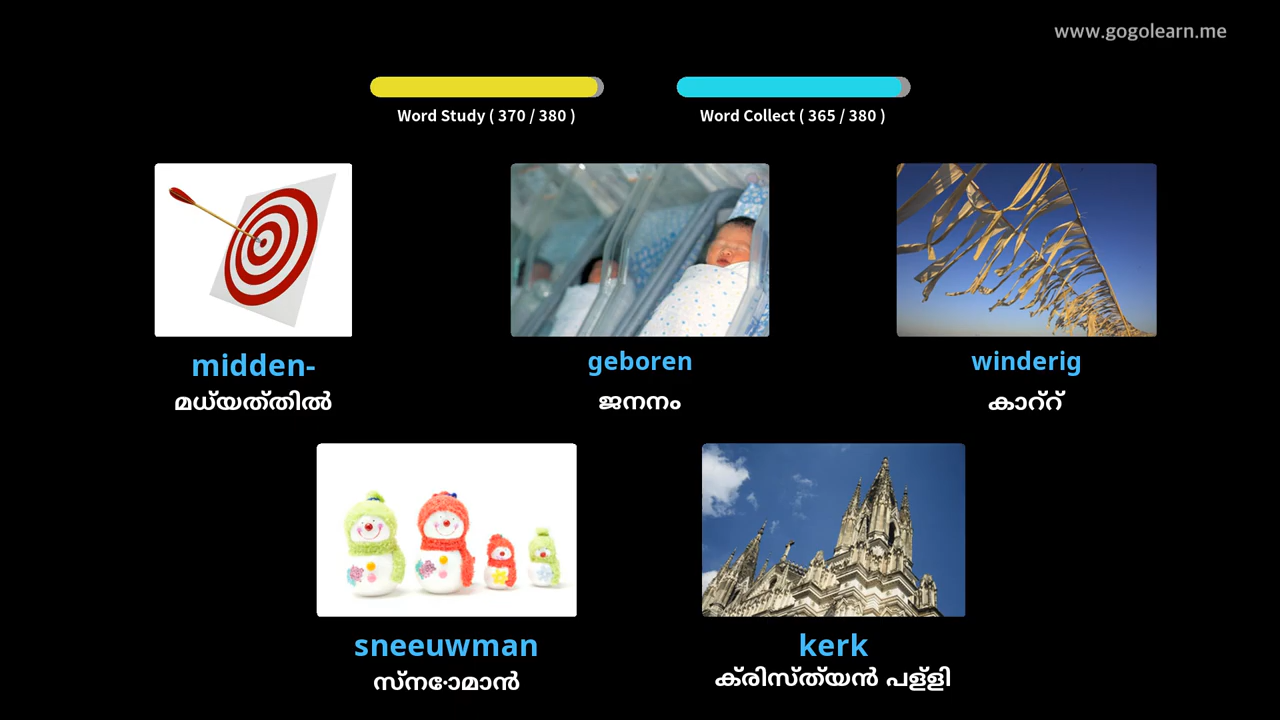 www.gogolearn.me
Word Study ( 370 / 380 )
Word Collect ( 365 / 380 )
midden-
മധ്യത്തിൽ
geboren
ജനനം
winderig
കാറ്റ്
sneeuwman
സ്നോമാൻ
kerk
ക്രിസ്ത്യൻ പള്ളി